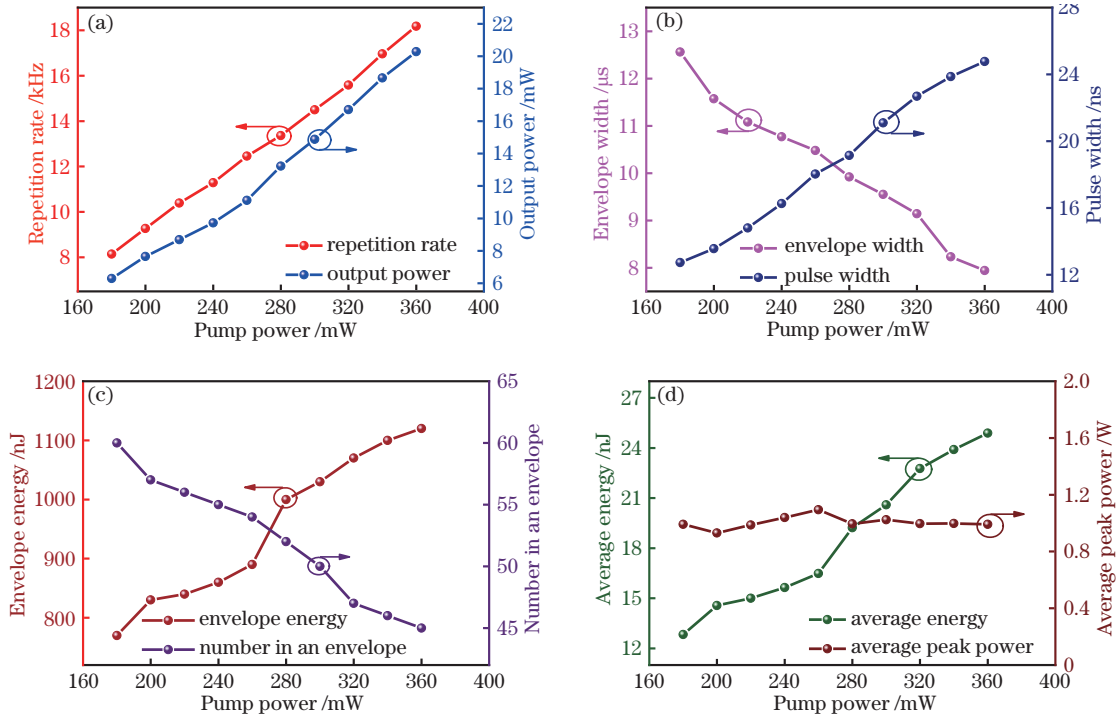 (a)
18
16
14
12
10
8
Repetition rate /kHz
22
20
18
16
14
12
10
8
6
Output power /mW
repetition rate
output power
160 200 240 280 320 360 400
Pump power /mW
(b)
13
12
11
10
9
8
Envelope width /μs
28
24
20
16
12
Pulse width /ns
envelope width
pulse width
160 200 240 280 320 360 400
Pump power /mW
(c)
1200
1100
1000
900
800
Envelope energy /nJ
65
60
55
50
45
Number in an envelope
envelope energy
number in an envelope
160 200 240 280 320 360 400
Pump power /mW
(d)
27
24
21
18
15
12
Average energy /nJ
2.0
1.6
1.2
0.8
0.4
0
Average peak power /W
average energy
average peak power
160 200 240 280 320 360 400
Pump power /mW